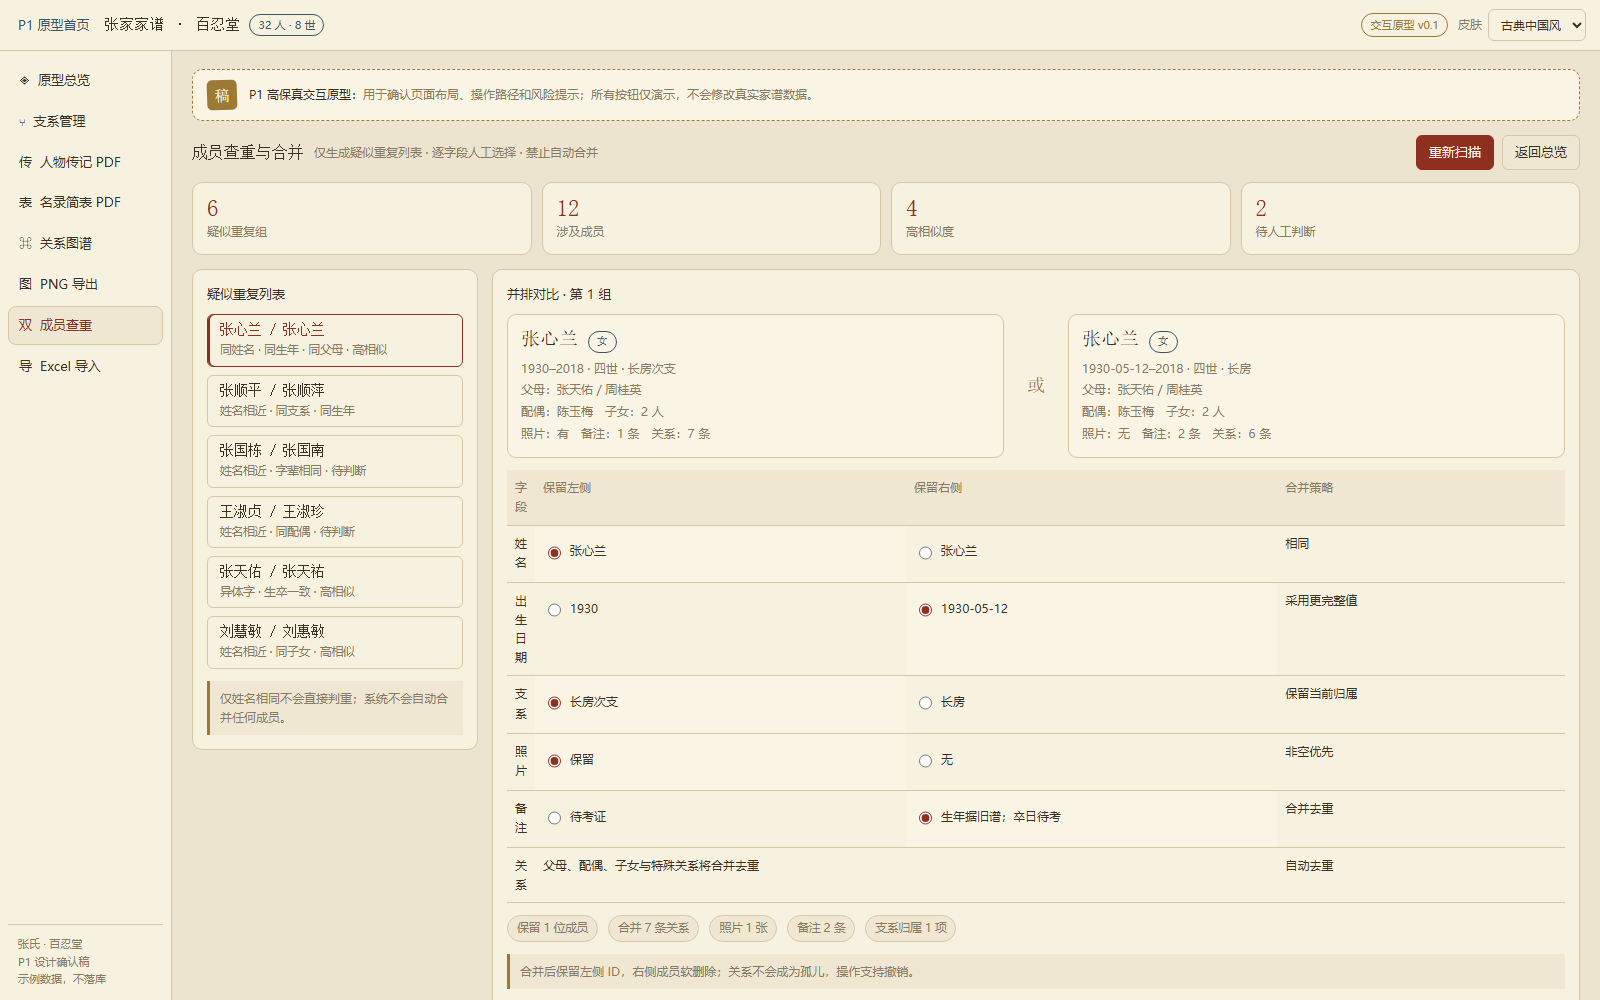 P1 原型首页 张家家谱 · 百忍堂 32 人 · 8 世
交互原型 v0.1 皮肤 古典中国风
◈ 原型总览
⑂ 支系管理
传 人物传记 PDF
表 名录简表 PDF
⌘ 关系图谱
图 PNG 导出
双 成员查重
导 Excel 导入
张氏 · 百忍堂
P1 设计确认稿
示例数据，不落库
稿 P1 高保真交互原型：用于确认页面布局、操作路径和风险提示；所有按钮仅演示，不会修改真实家谱数据。
成员查重与合并 仅生成疑似重复列表 · 逐字段人工选择 · 禁止自动合并
重新扫描 返回总览
6
疑似重复组
12
涉及成员
4
高相似度
2
待人工判断
疑似重复列表
张心兰 / 张心兰
同姓名 · 同生年 · 同父母 · 高相似
张顺平 / 张顺萍
姓名相近 · 同支系 · 同生年
张国栋 / 张国南
姓名相近 · 字辈相同 · 待判断
王淑贞 / 王淑珍
姓名相近 · 同配偶 · 待判断
张天佑 / 张天祐
异体字 · 生卒一致 · 高相似
刘慧敏 / 刘惠敏
姓名相近 · 同子女 · 高相似
仅姓名相同不会直接判重；系统不会自动合
并任何成员。
并排对比 · 第 1 组
张心兰 女
1930–2018 · 四世 · 长房次支
父母：张天佑 / 周桂英
配偶：陈玉梅 子女：2 人
照片：有 备注：1 条 关系：7 条
或
张心兰 女
1930-05-12–2018 · 四世 · 长房
父母：张天佑 / 周桂英
配偶：陈玉梅 子女：2 人
照片：无 备注：2 条 关系：6 条
字段 保留左侧 保留右侧 合并策略
姓名 张心兰 张心兰 相同
出生日期 1930 1930-05-12 采用更完整值
支系 长房次支 长房 保留当前归属
照片 保留 无 非空优先
备注 待考证 生年据旧谱；卒日待考 合并去重
关系 父母、配偶、子女与特殊关系将合并去重 自动去重
保留 1 位成员 合并 7 条关系 照片 1 张 备注 2 条 支系归属 1 项
合并后保留左侧 ID，右侧成员软删除；关系不会成为孤儿，操作支持撤销。